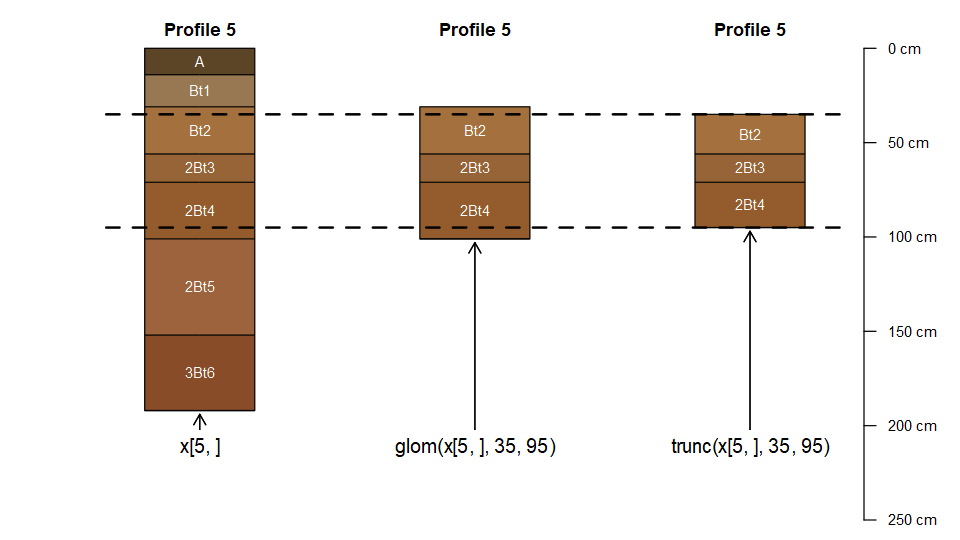 Profile 5
Profile 5
Profile 5
A
Bt1
Bt2
2Bt3
2Bt4
2Bt5
3Bt6
Bt2
2Bt3
2Bt4
Bt2
2Bt3
2Bt4
x[5, ]
glom(x[5, ], 35, 95)
trunc(x[5, ], 35, 95)
0 cm
50 cm
100 cm
150 cm
200 cm
250 cm